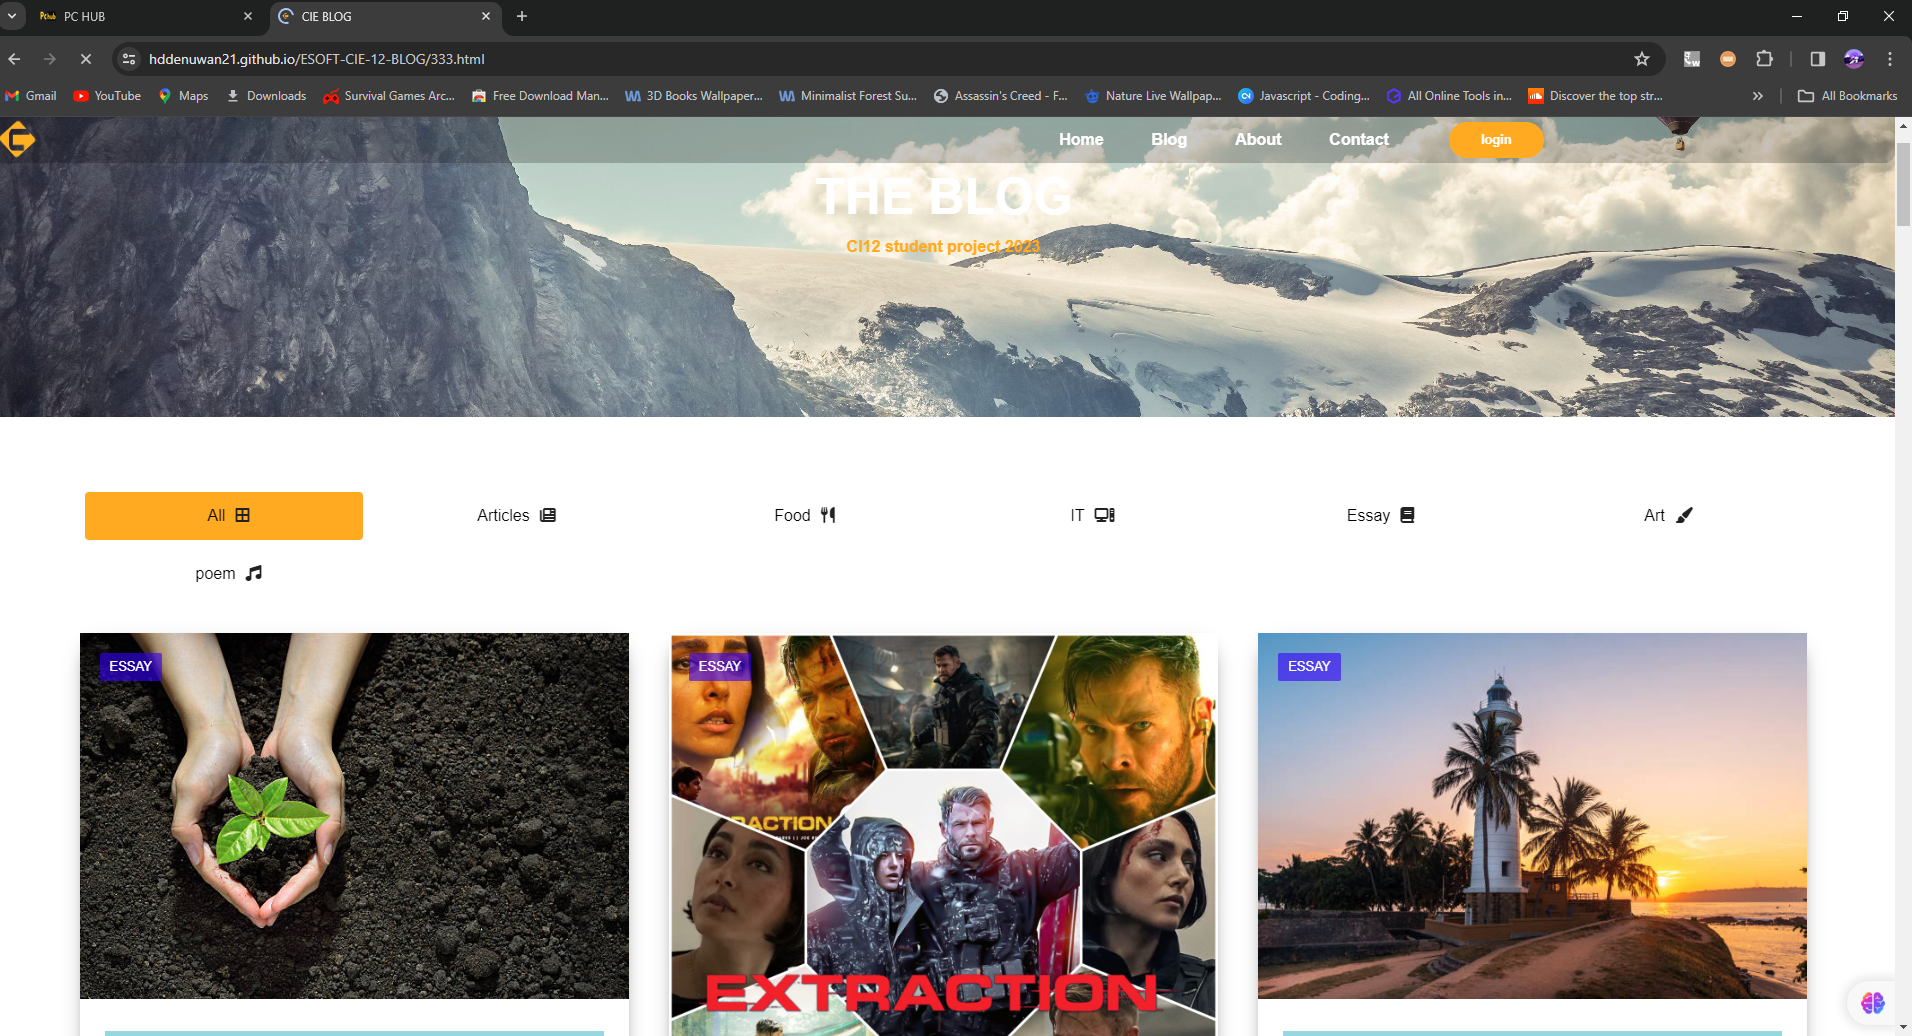 PC HUB
CIE BLOG
hddenuwan21.github.io/ESOFT-CIE-12-BLOG/333.html
Gmail YouTube Maps Downloads Survival Games Arc... Free Download Man... 3D Books Wallpaper... Minimalist Forest Su... Assassin's Creed - F... Nature Live Wallpap... Javascript - Coding... All Online Tools in... Discover the top str... » All Bookmarks
Home Blog About Contact login
THE BLOG
CI12 student project 2023
All Articles Food IT Essay Art
poem
ESSAY
ESSAY
ESSAY
EXTRACTION